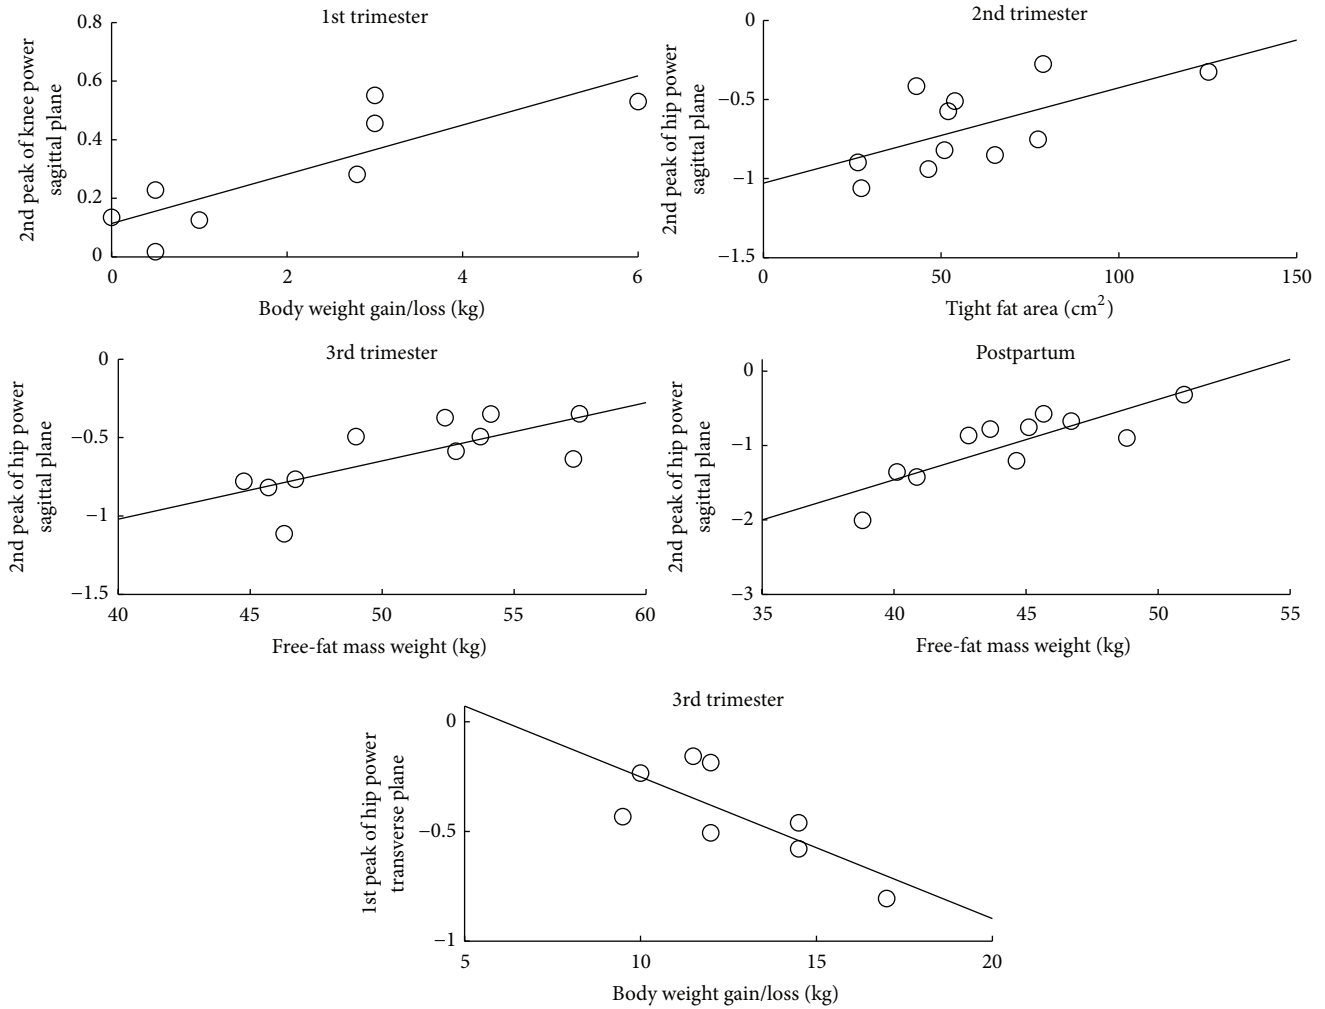 1st trimester
2nd peak of knee power
sagittal plane
0.8
0.6
0.4
0.2
0
0 2 4 6
Body weight gain/loss (kg)
2nd trimester
2nd peak of hip power
sagittal plane
0
−0.5
−1
−1.5
0 50 100 150
Tight fat area (cm²)
3rd trimester
2nd peak of hip power
sagittal plane
0
−0.5
−1
−1.5
40 45 50 55 60
Free-fat mass weight (kg)
Postpartum
2nd peak of hip power
sagittal plane
0
−1
−2
−3
35 40 45 50 55
Free-fat mass weight (kg)
3rd trimester
1st peak of hip power
transverse plane
0
−0.5
−1
5 10 15 20
Body weight gain/loss (kg)